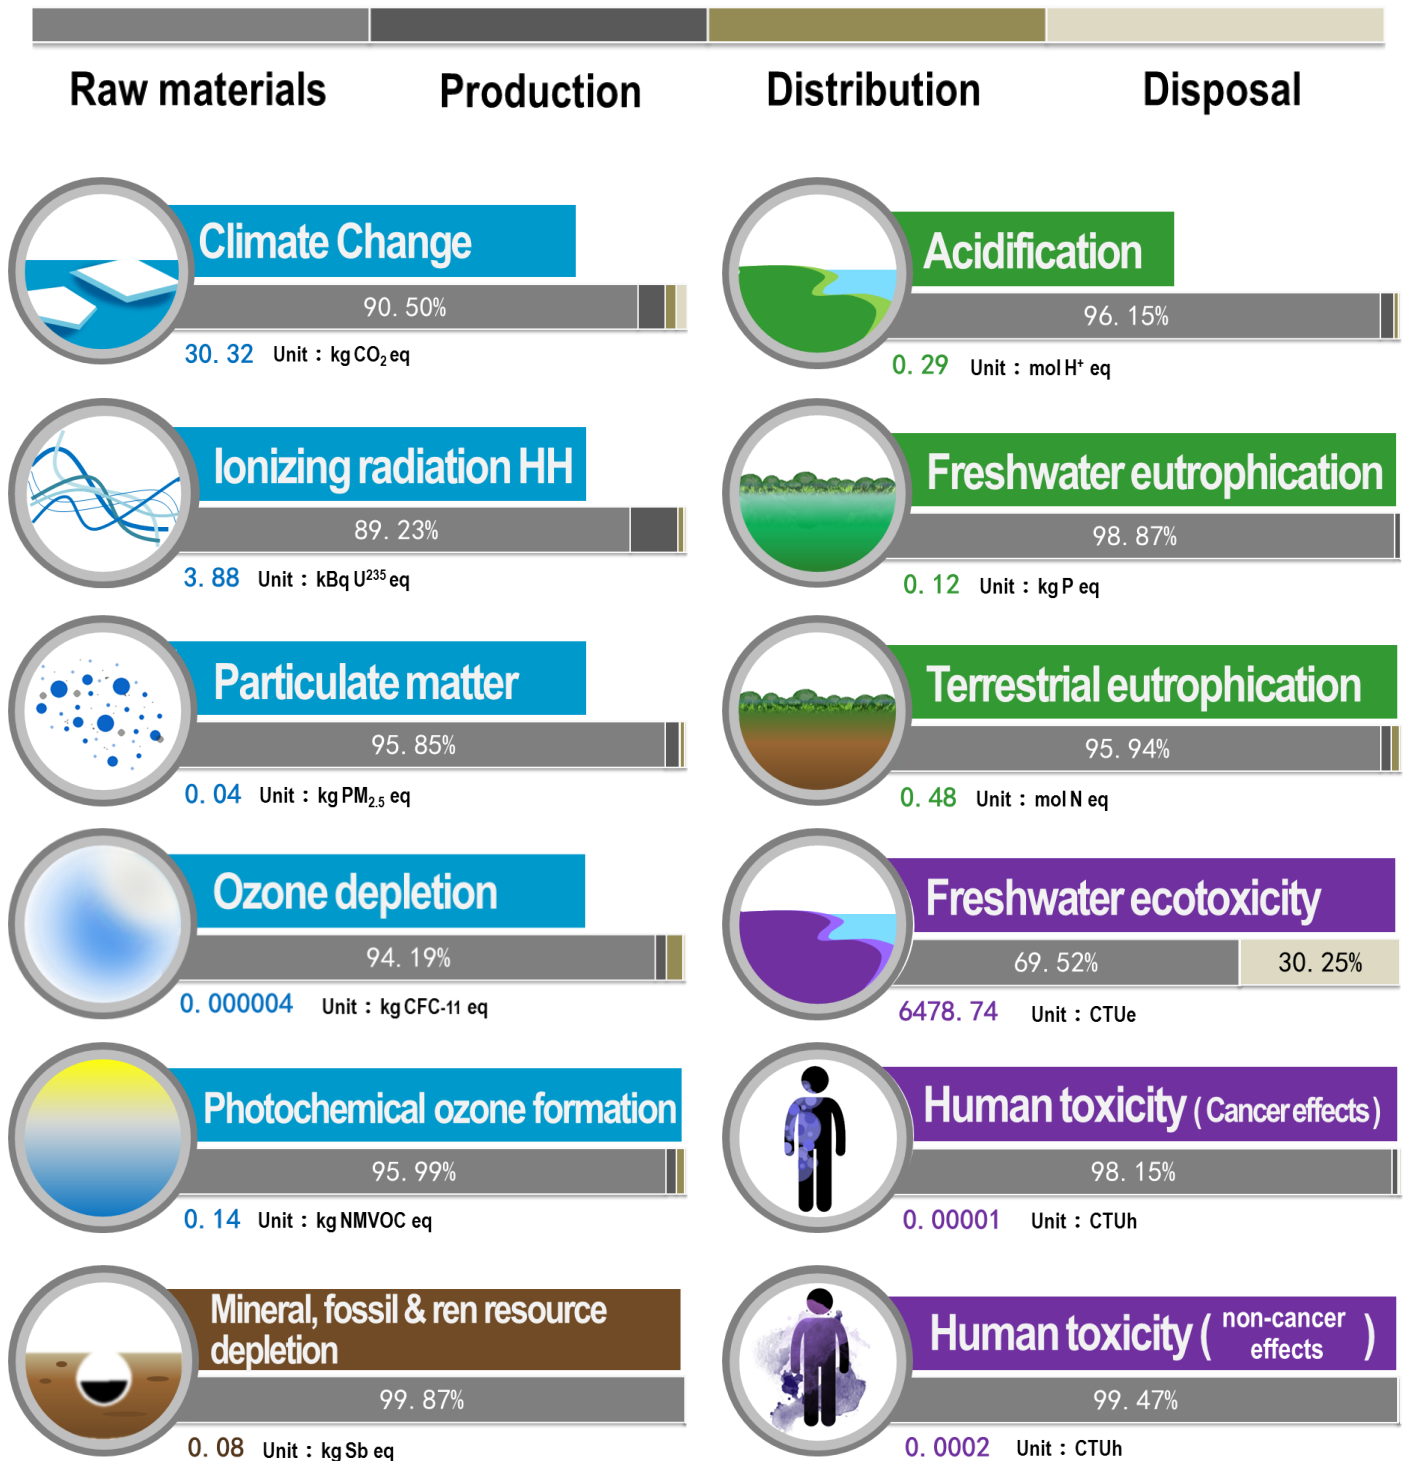 Raw materials
Production
Distribution
Disposal
Climate Change
90. 50%
30. 32 Unit : kg CO₂ eq
Ionizing radiation HH
89. 23%
3. 88 Unit : kBq U²³⁵ eq
Particulate matter
95. 85%
0. 04 Unit : kg PM₂.₅ eq
Ozone depletion
94. 19%
0. 000004 Unit : kg CFC-11 eq
Photochemical ozone formation
95. 99%
0. 14 Unit : kg NMVOC eq
Mineral, fossil & ren resource
depletion
99. 87%
0. 08 Unit : kg Sb eq
Acidification
96. 15%
0. 29 Unit : mol H⁺ eq
Freshwater eutrophication
98. 87%
0. 12 Unit : kg P eq
Terrestrial eutrophication
95. 94%
0. 48 Unit : mol N eq
Freshwater ecotoxicity
69. 52% 30. 25%
6478. 74 Unit : CTUe
Human toxicity ( Cancer effects )
98. 15%
0. 00001 Unit : CTUh
Human toxicity ( non-cancer
effects )
99. 47%
0. 0002 Unit : CTUh